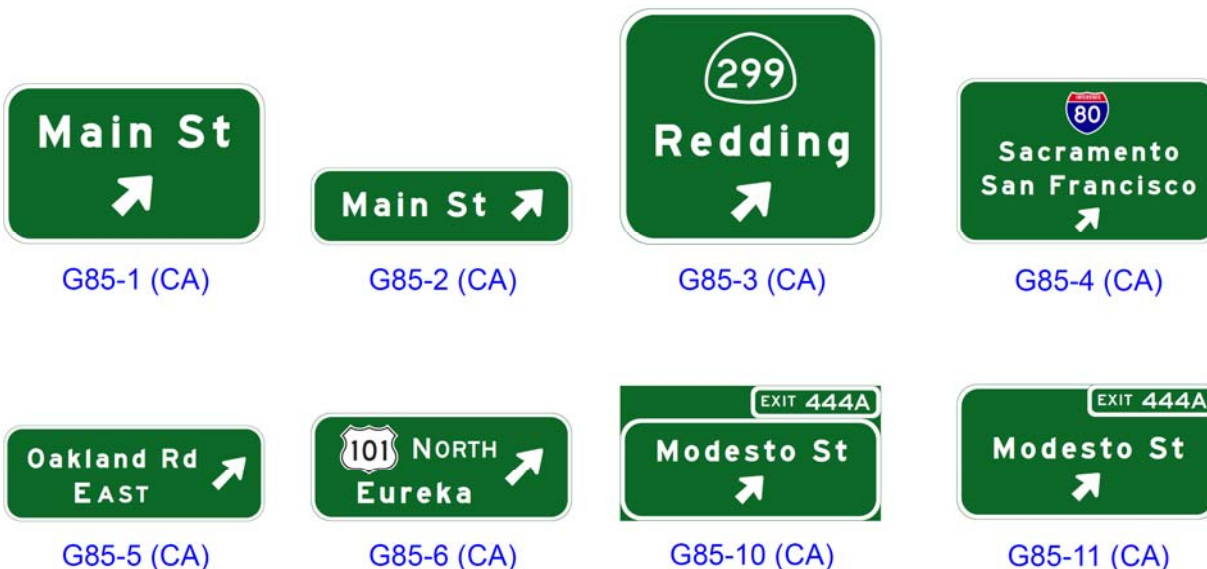 Main St
G85-1 (CA)
Main St
G85-2 (CA)
299
Redding
G85-3 (CA)
INTERSTATE
80
Sacramento
San Francisco
G85-4 (CA)
Oakland Rd
EAST
G85-5 (CA)
101 NORTH
Eureka
G85-6 (CA)
EXIT 444A
Modesto St
G85-10 (CA)
EXIT 444A
Modesto St
G85-11 (CA)